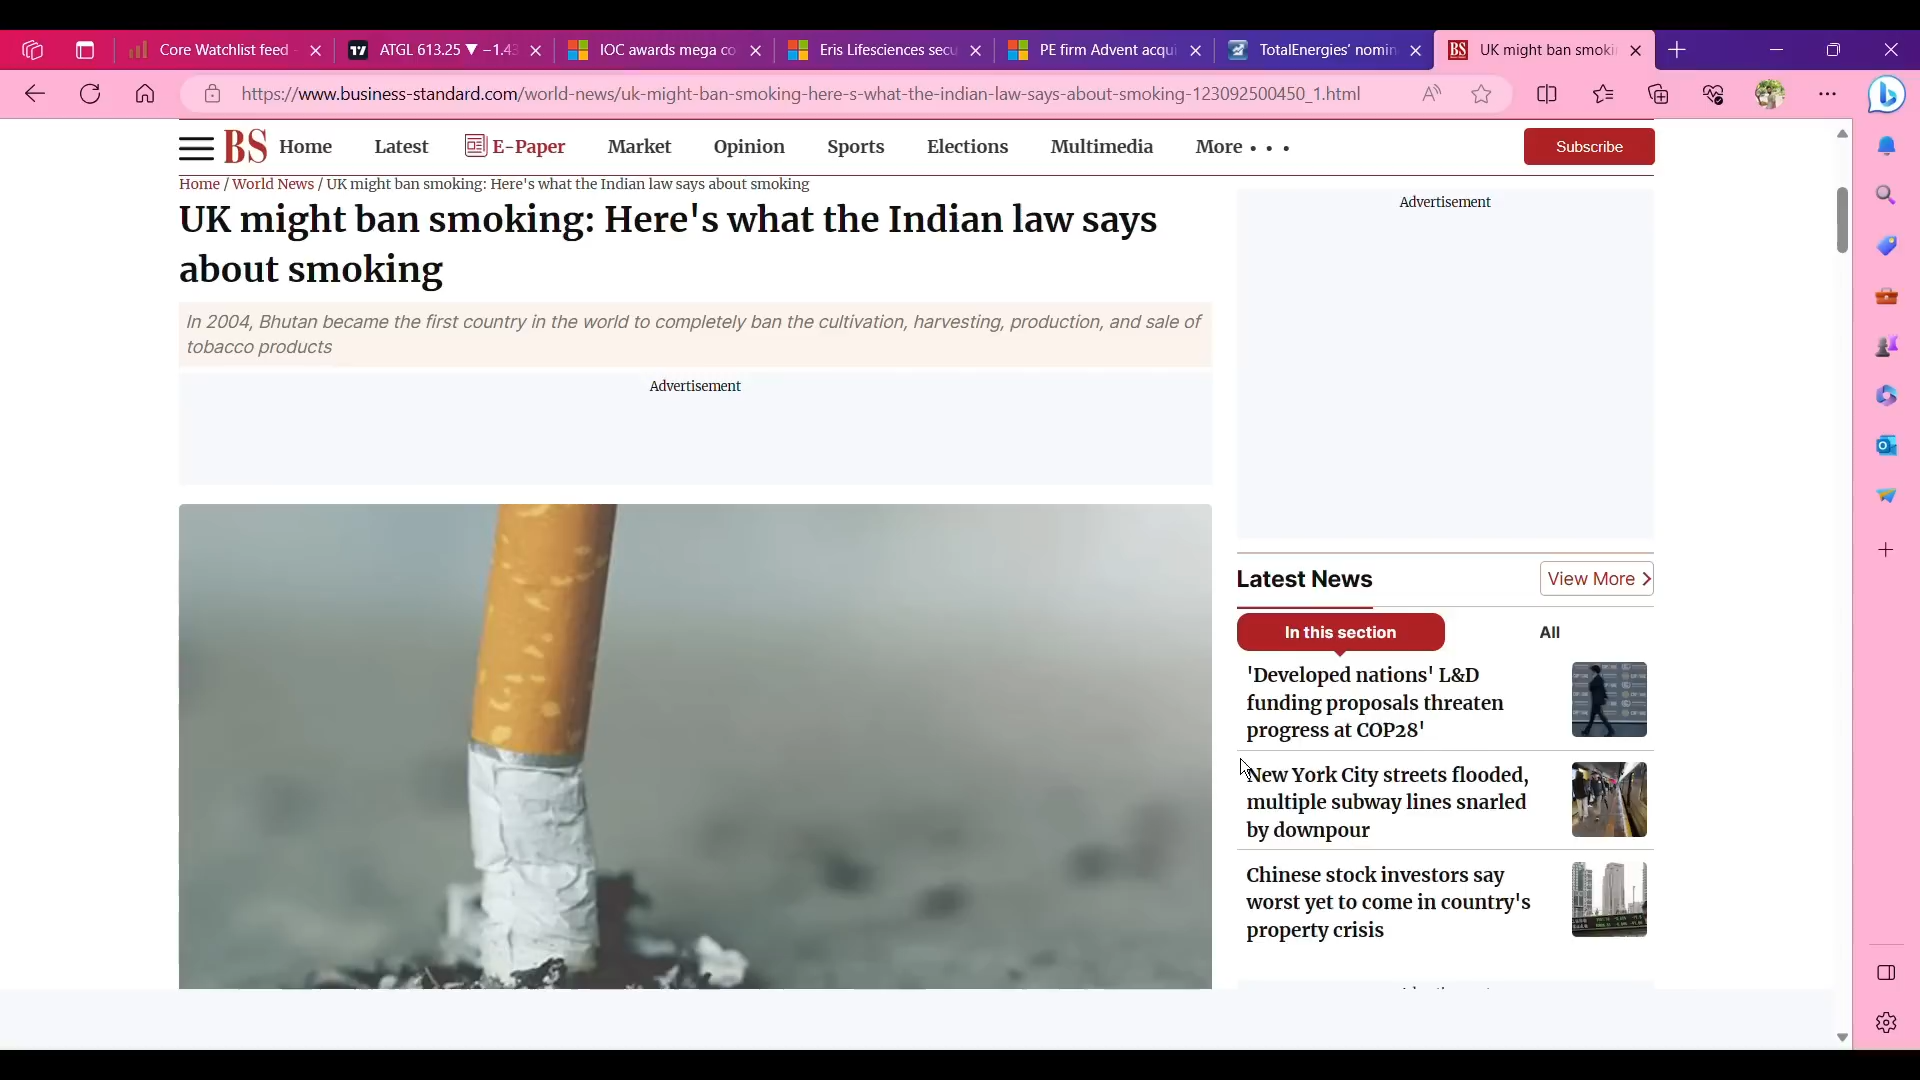 Core Watchlist feed
ATGL 613.25 ▼ −1.43
IOC awards mega co
Eris Lifesciences secu
PE firm Advent acqui
TotalEnergies' nomin
BS
UK might ban smoki
https://www.business-standard.com/world-news/uk-might-ban-smoking-here-s-what-the-indian-law-says-about-smoking-123092500450_1.html
BS
Home
Latest
E-Paper
Market
Opinion
Sports
Elections
Multimedia
More • • •
Subscribe
Home / World News / UK might ban smoking: Here's what the Indian law says about smoking
UK might ban smoking: Here's what the Indian law says
about smoking
In 2004, Bhutan became the first country in the world to completely ban the cultivation, harvesting, production, and sale of
tobacco products
Advertisement
Advertisement
Latest News
View More >
In this section
All
'Developed nations' L&D
funding proposals threaten
progress at COP28'
New York City streets flooded,
multiple subway lines snarled
by downpour
Chinese stock investors say
worst yet to come in country's
property crisis